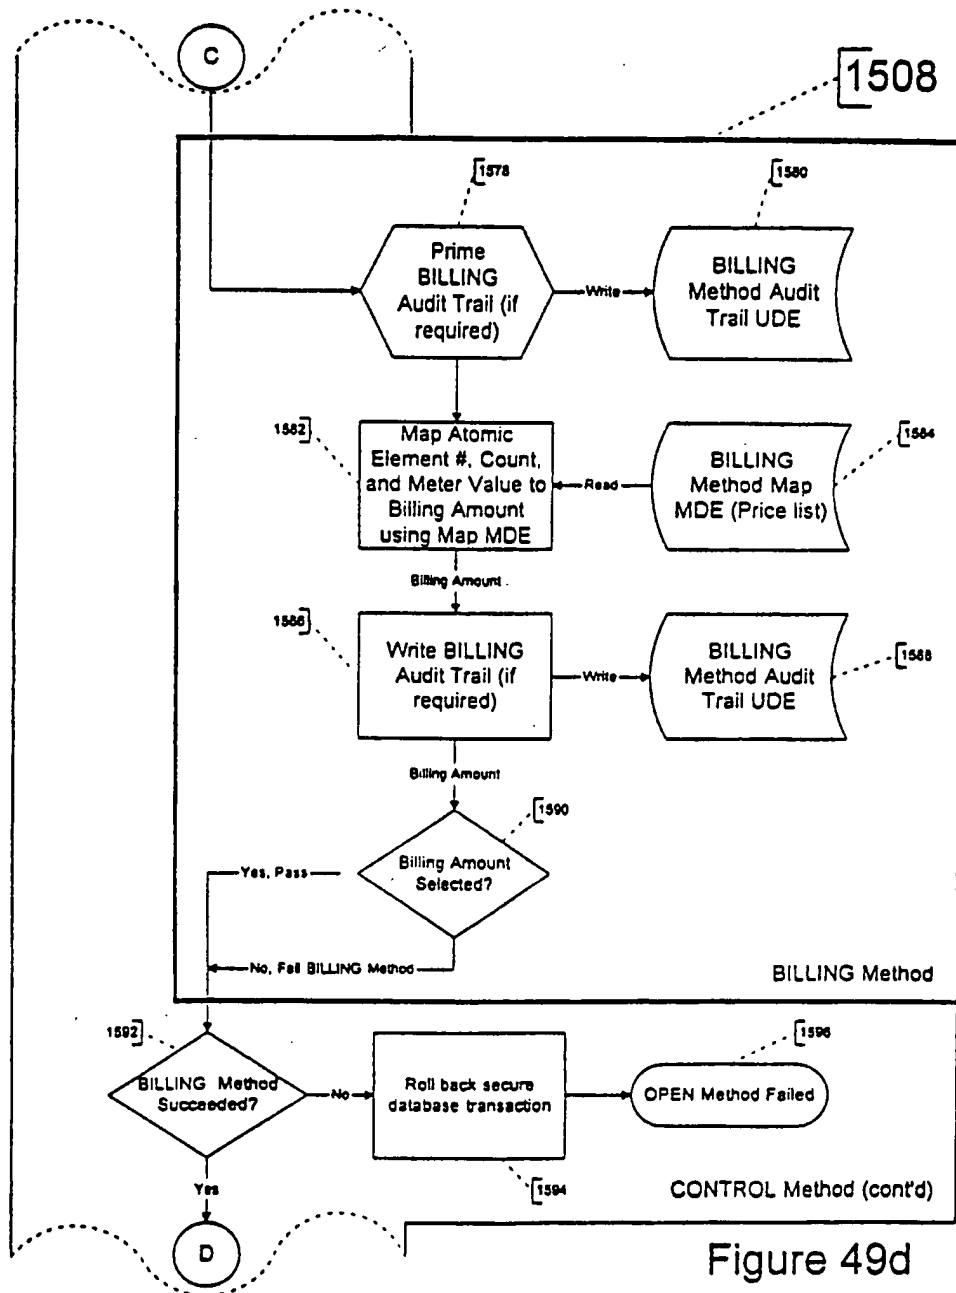 C
1508
1578
1580
Prime
BILLING
Audit Trail (if
required)
Write
BILLING
Method Audit
Trail UDE
1582
1584
Map Atomic
Element #, Count,
and Meter Value to
Billing Amount
using Map MDE
Read
BILLING
Method Map
MDE (Price list)
Billing Amount
1586
1588
Write BILLING
Audit Trail (if
required)
Write
BILLING
Method Audit
Trail UDE
Billing Amount
1590
Billing Amount
Selected?
Yes, Pass
No, Fail BILLING Method
BILLING Method
1592
1596
BILLING Method
Succeeded?
No
Roll back secure
database transaction
OPEN Method Failed
Yes
1594
CONTROL Method (cont'd)
D
Figure 49d